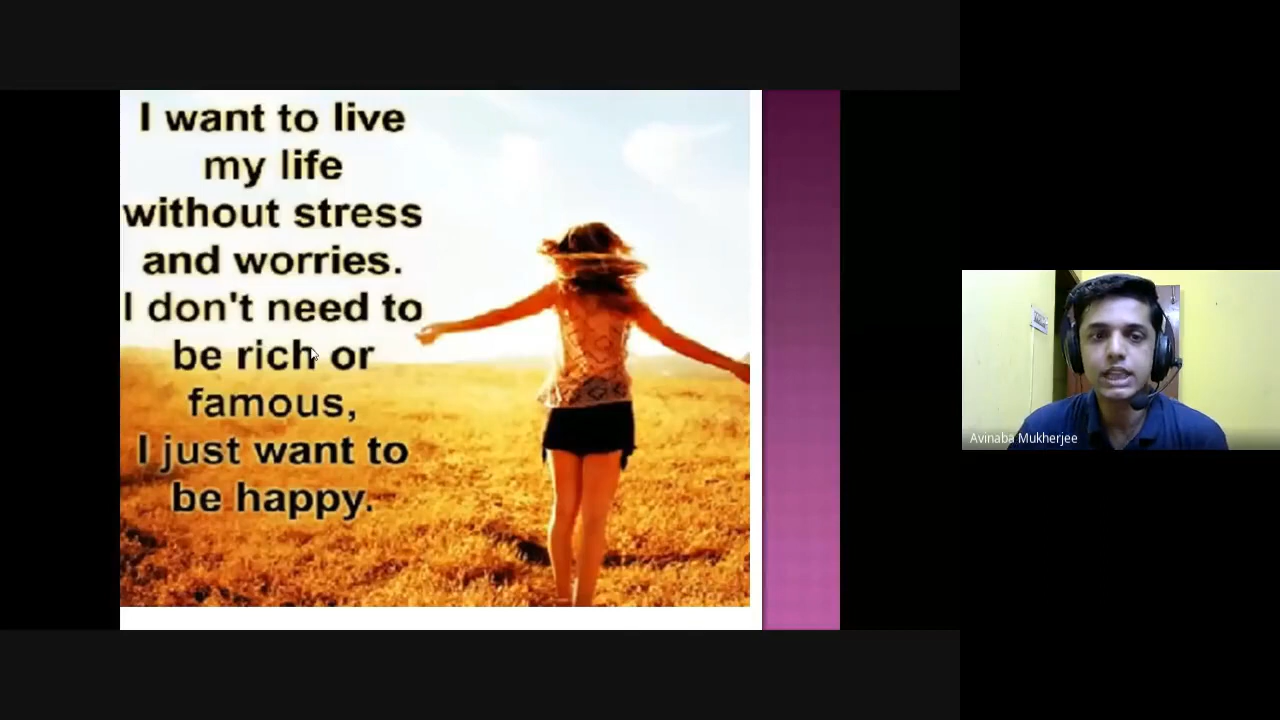 I want to live
my life
without stress
and worries.
I don't need to
be rich or
famous,
I just want to
be happy.
Avinaba Mukherjee